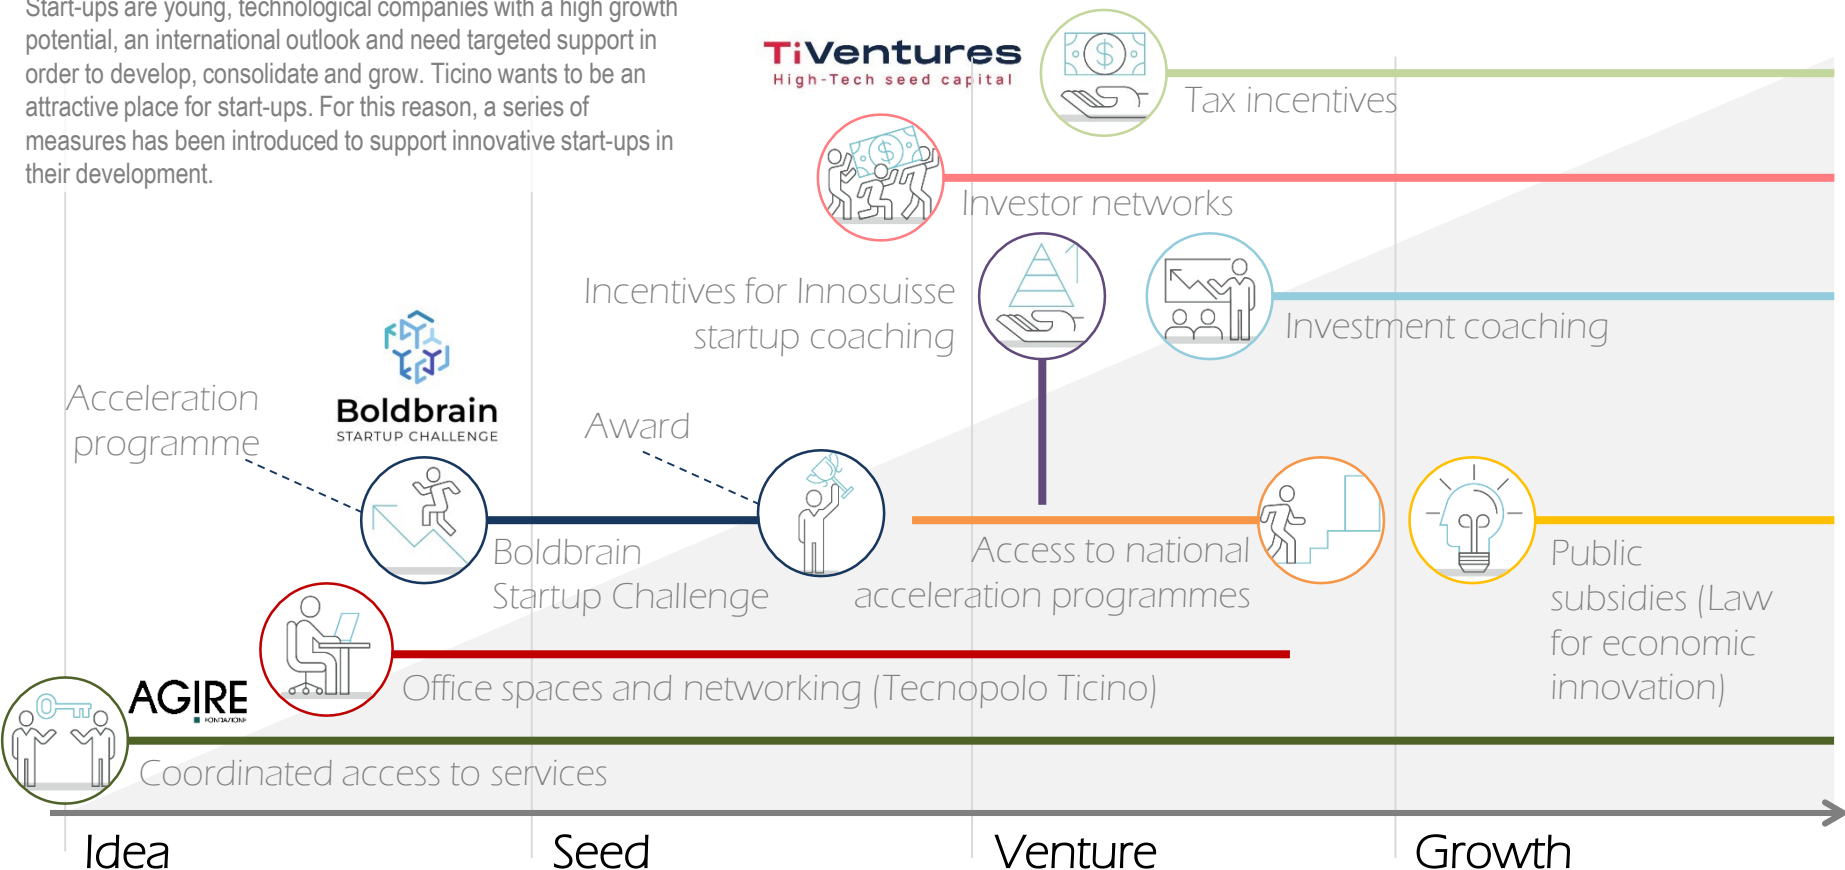 Start-ups are young, technological companies with a high growth
potential, an international outlook and need targeted support in
order to develop, consolidate and grow. Ticino wants to be an
attractive place for start-ups. For this reason, a series of
measures has been introduced to support innovative start-ups in
their development.
TiVentures
High-Tech seed capital
$
Tax incentives
$
Investor networks
Incentives for Innosuisse
startup coaching
Investment coaching
Acceleration
programme
Boldbrain
STARTUP CHALLENGE
Award
Boldbrain
Startup Challenge
Access to national
acceleration programmes
Public
subsidies (Law
for economic
innovation)
Office spaces and networking (Tecnopolo Ticino)
AGIRE
FONDAZIONE
Coordinated access to services
Idea
Seed
Venture
Growth